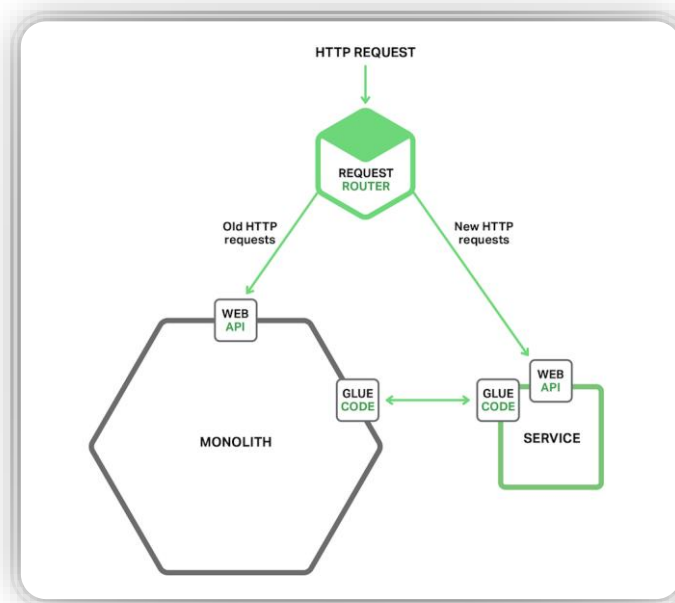 HTTP REQUEST
REQUEST
ROUTER
Old HTTP
requests
New HTTP
requests
WEB
API
MONOLITH
GLUE
CODE
GLUE
CODE
WEB
API
SERVICE